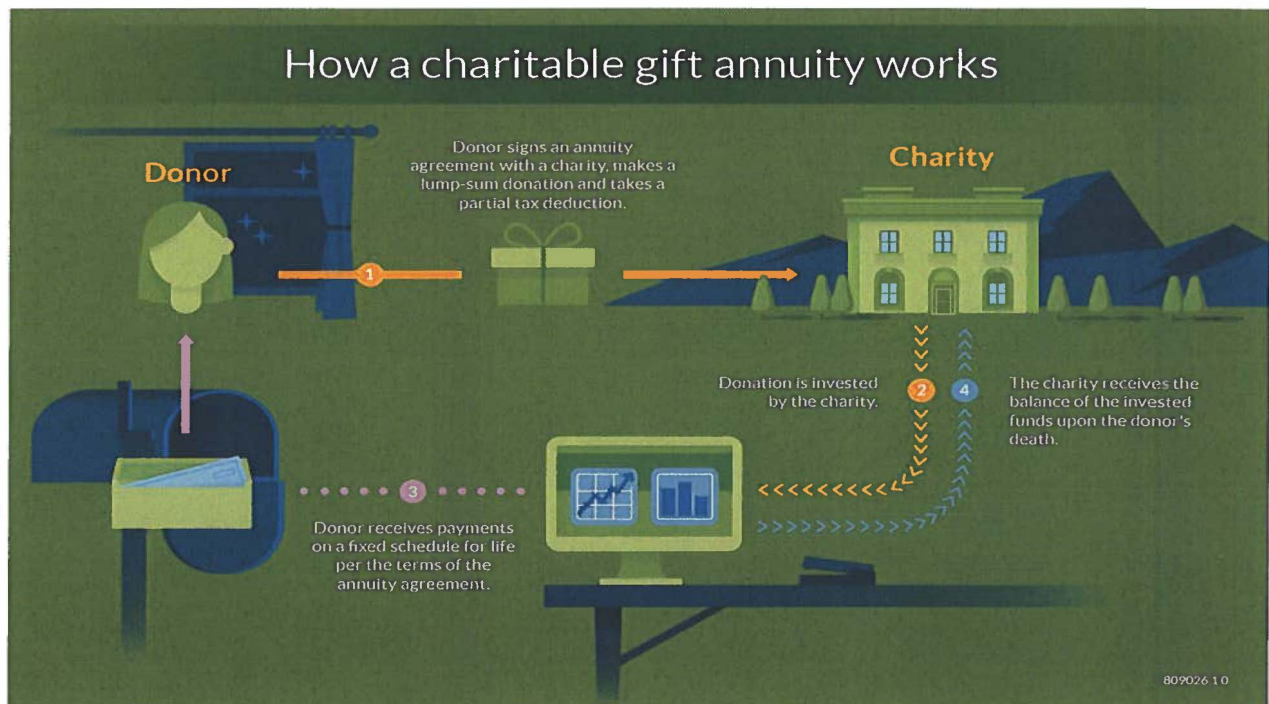 How a charitable gift annuity works
Donor
Donor signs an annuity
agreement with a charity, makes a
lump-sum donation and takes a
partial tax deduction.
Charity
1
Donation is invested
by the charity.
2
4
The charity receives the
balance of the invested
funds upon the donor's
death.
3
Donor receives payments
on a fixed schedule for life
per the terms of the
annuity agreement.
809026.1.0